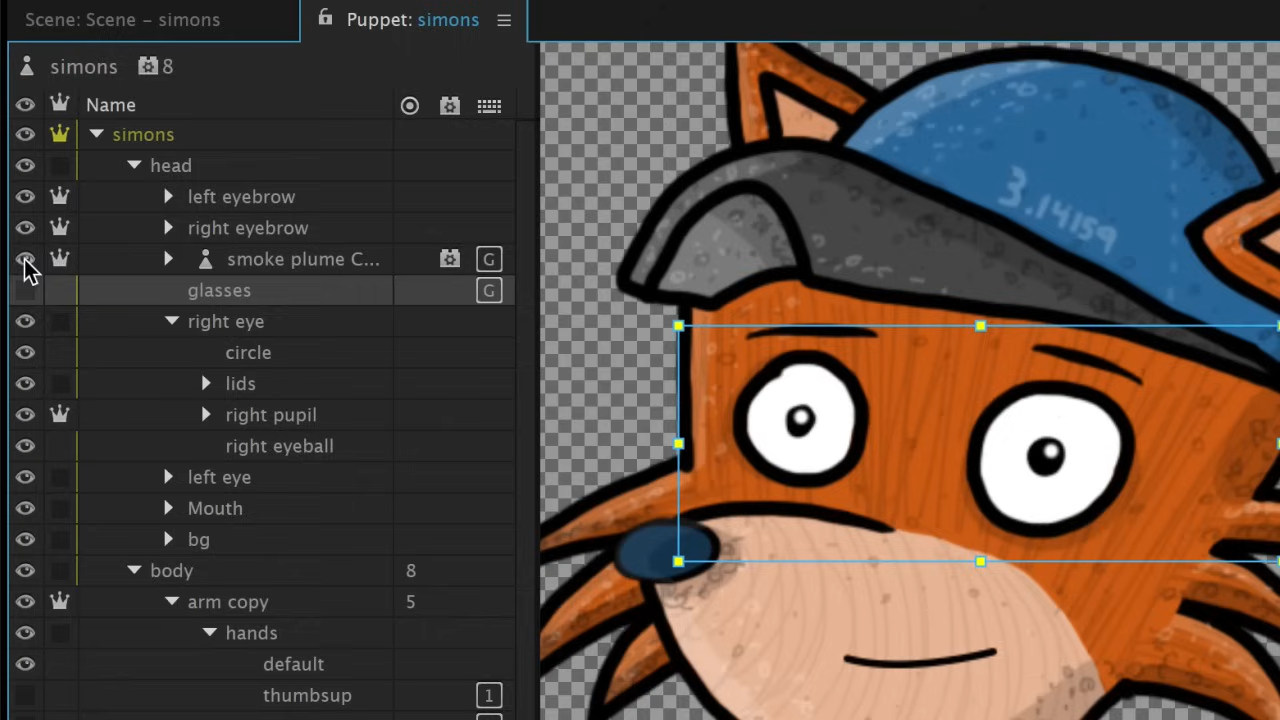 Scene: Scene – simons
Puppet: simons
simons 8
Name
simons
head
left eyebrow
right eyebrow
smoke plume C... G
glasses G
right eye
circle
lids
right pupil
right eyeball
left eye
Mouth
bg
body 8
arm copy 5
hands
default
thumbsup 1
3.14159